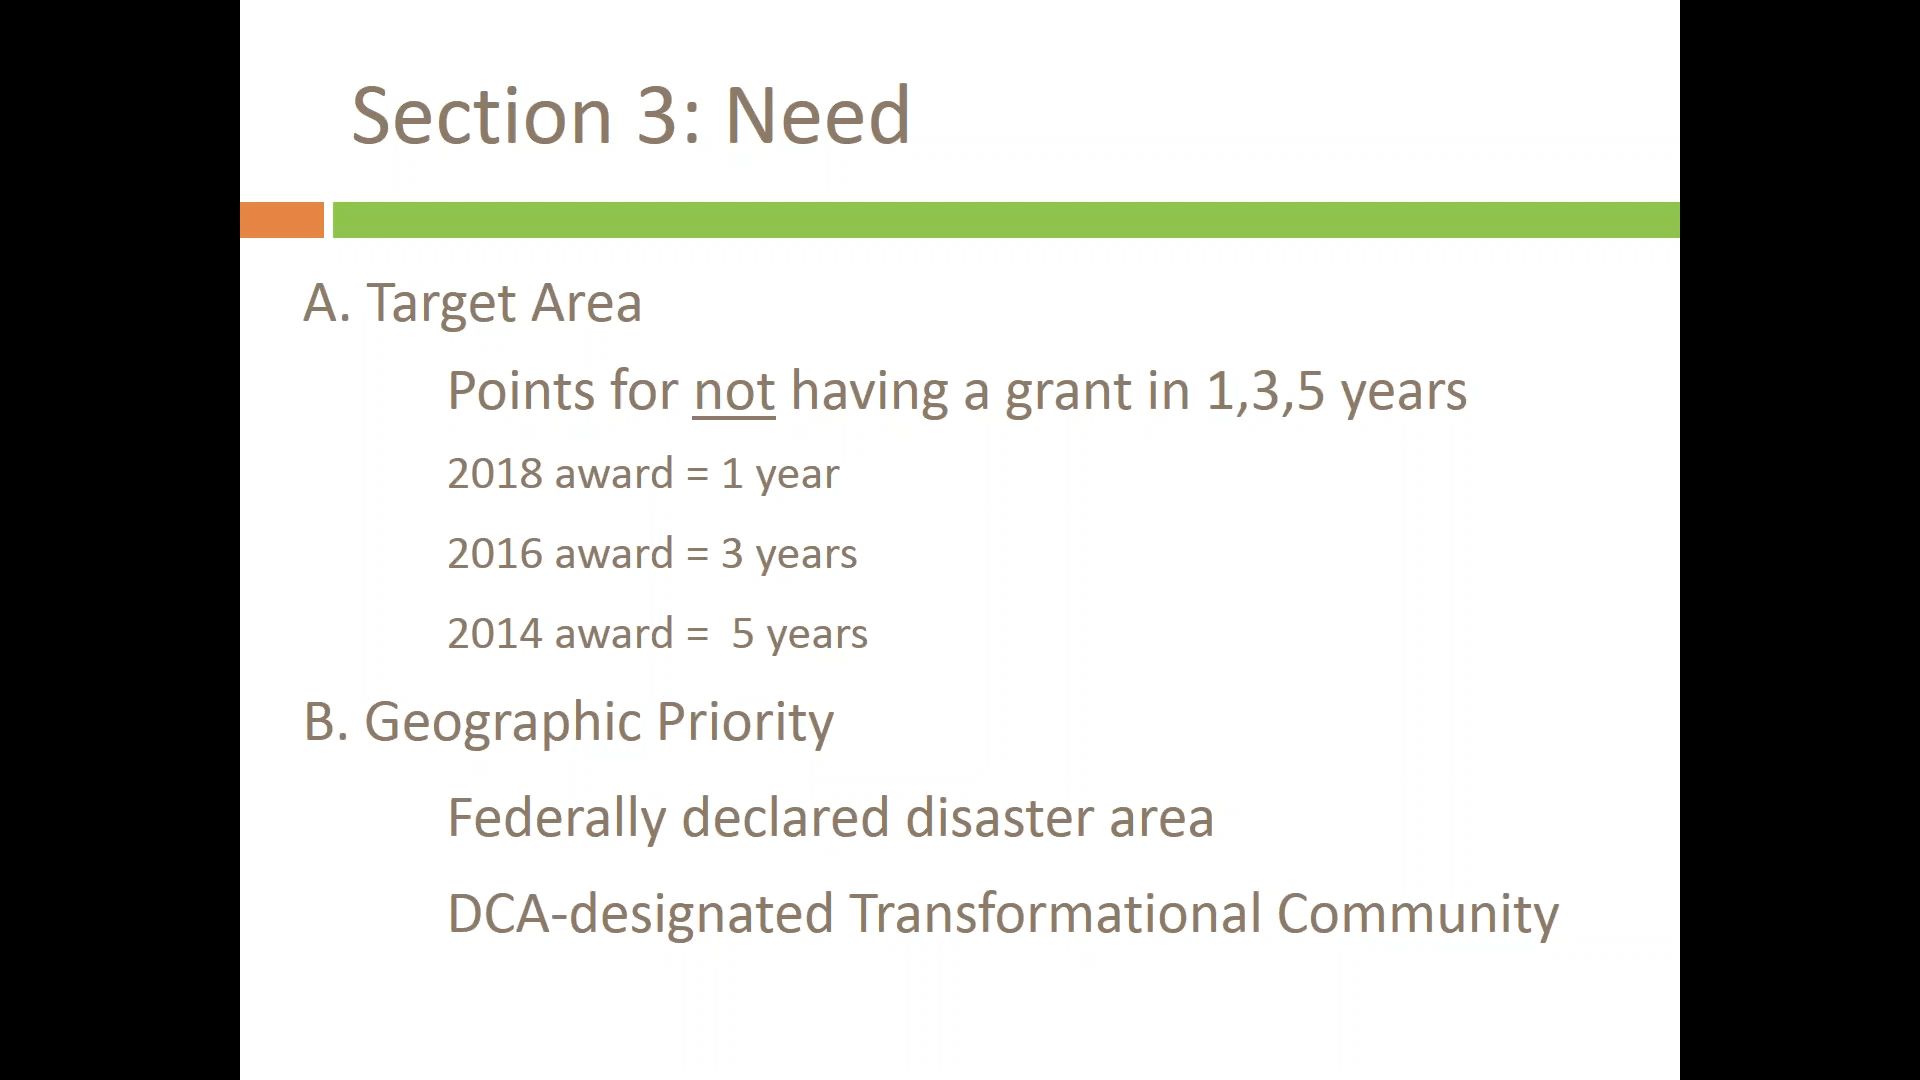 Section 3: Need
A. Target Area
Points for not having a grant in 1,3,5 years
2018 award = 1 year
2016 award = 3 years
2014 award =  5 years
B. Geographic Priority
Federally declared disaster area
DCA-designated Transformational Community